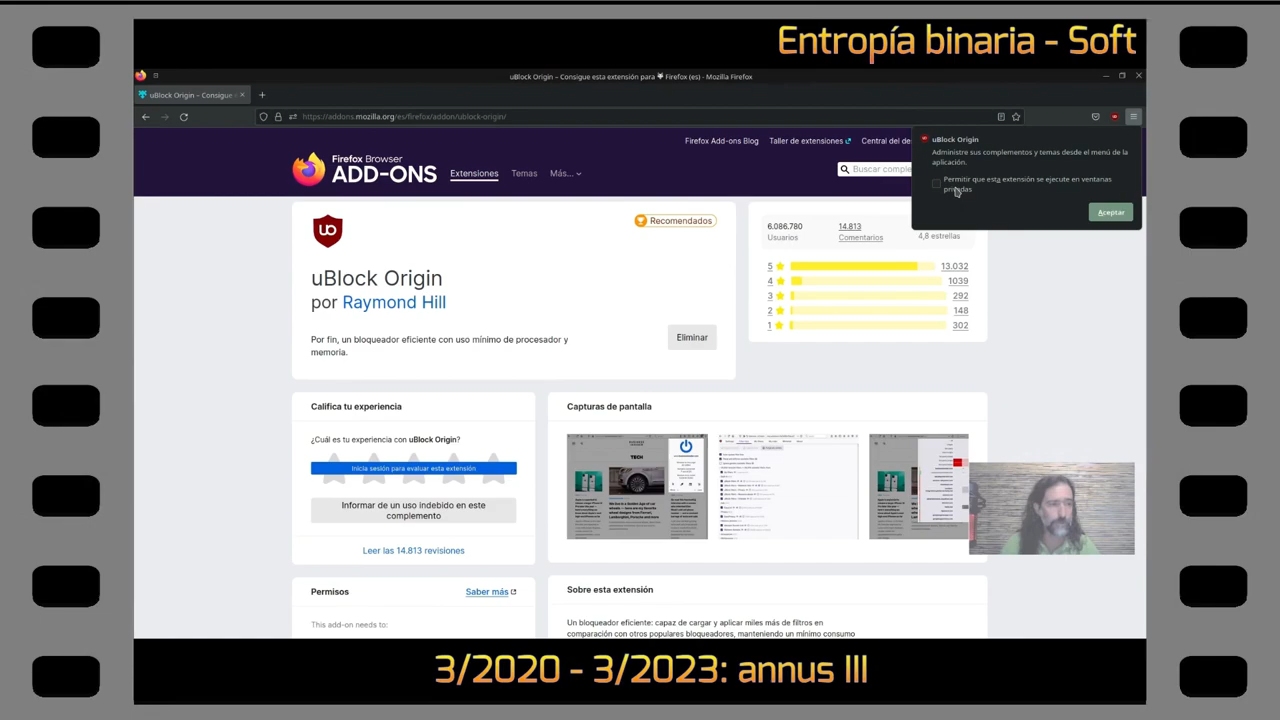 Entropía binaria - Soft
uBlock Origin – Consigue esta extensión para 🦊 Firefox (es) - Mozilla Firefox
uBlock Origin – Consigue
https://addons.mozilla.org/es/firefox/addon/ublock-origin/
Firefox Add-ons Blog
Taller de extensiones
Central del de
Firefox Browser
ADD-ONS
Extensiones
Temas
Más...
Buscar comple
uBlock Origin
Administre sus complementos y temas desde el menú de la
aplicación.
Permitir que esta extensión se ejecute en ventanas
privadas
Aceptar
Recomendados
uBlock Origin
por Raymond Hill
Por fin, un bloqueador eficiente con uso mínimo de procesador y
memoria.
Eliminar
6.086.780
Usuarios
14.813
Comentarios
4,8 estrellas
5 13.032
4 1039
3 292
2 148
1 302
Califica tu experiencia
¿Cuál es tu experiencia con uBlock Origin?
Inicia sesión para evaluar esta extensión
Informar de un uso indebido en este
complemento
Leer las 14.813 revisiones
Capturas de pantalla
TECH
Permisos
Saber más
This add-on needs to:
Sobre esta extensión
Un bloqueador eficiente: capaz de cargar y aplicar miles más de filtros en
comparación con otros populares bloqueadores, manteniendo un mínimo consumo
3/2020 - 3/2023: annus III